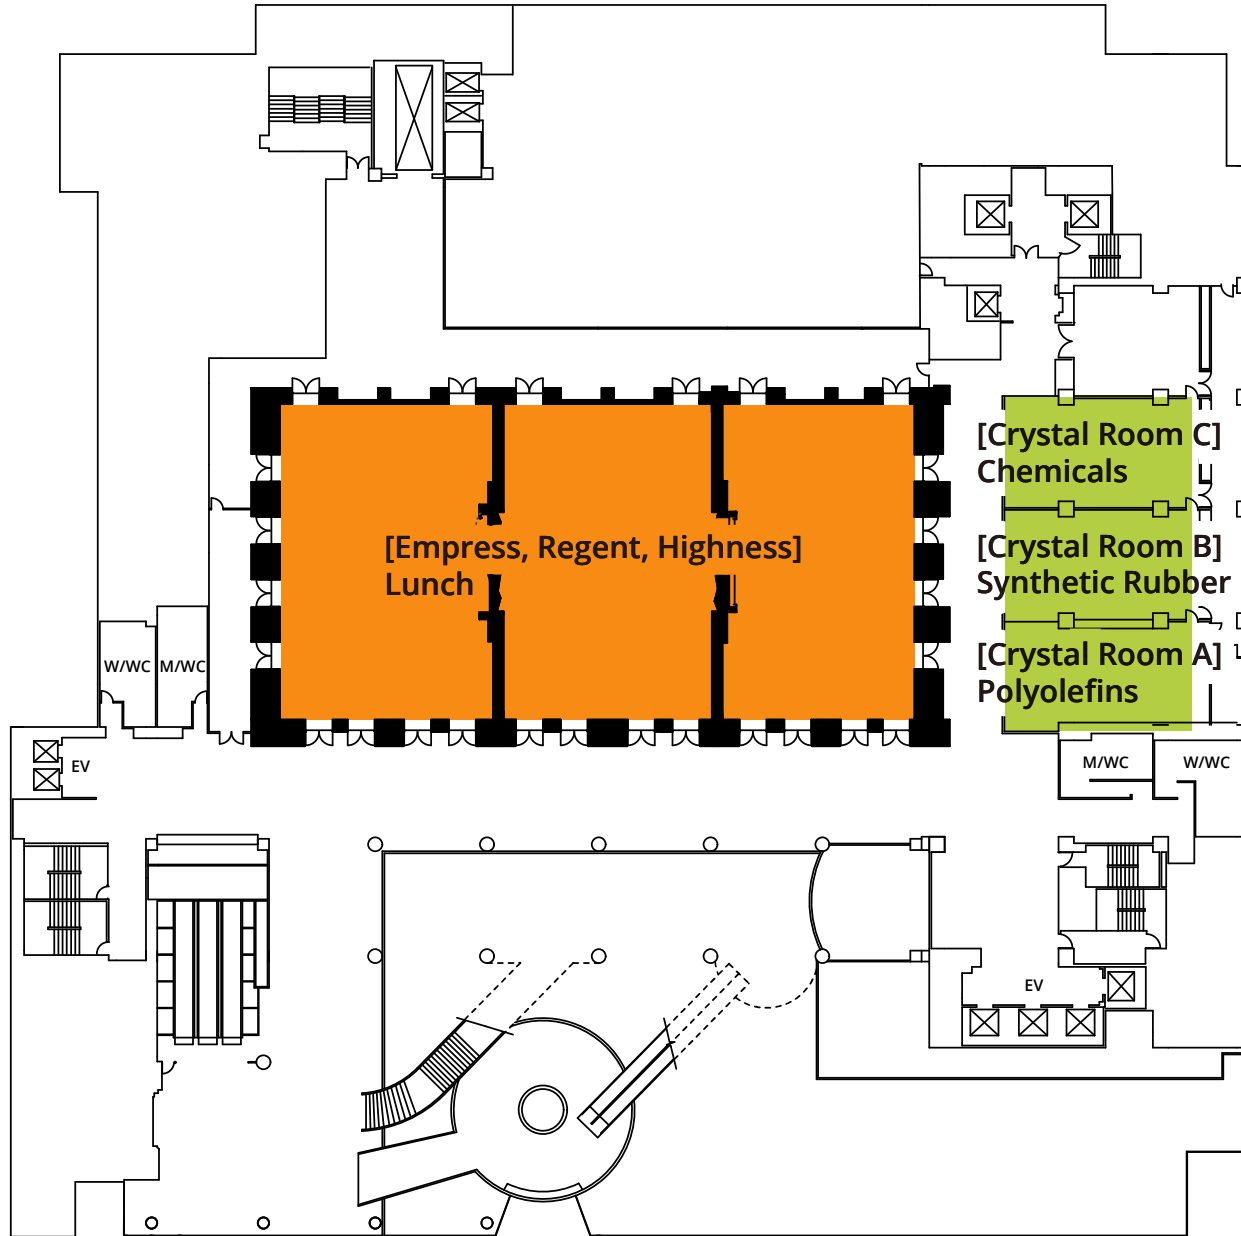 [Crystal Room C]
Chemicals
[Empress, Regent, Highness]
Lunch
[Crystal Room B]
Synthetic Rubber
[Crystal Room A]
Polyolefins
W/WC
M/WC
EV
M/WC
W/WC
EV